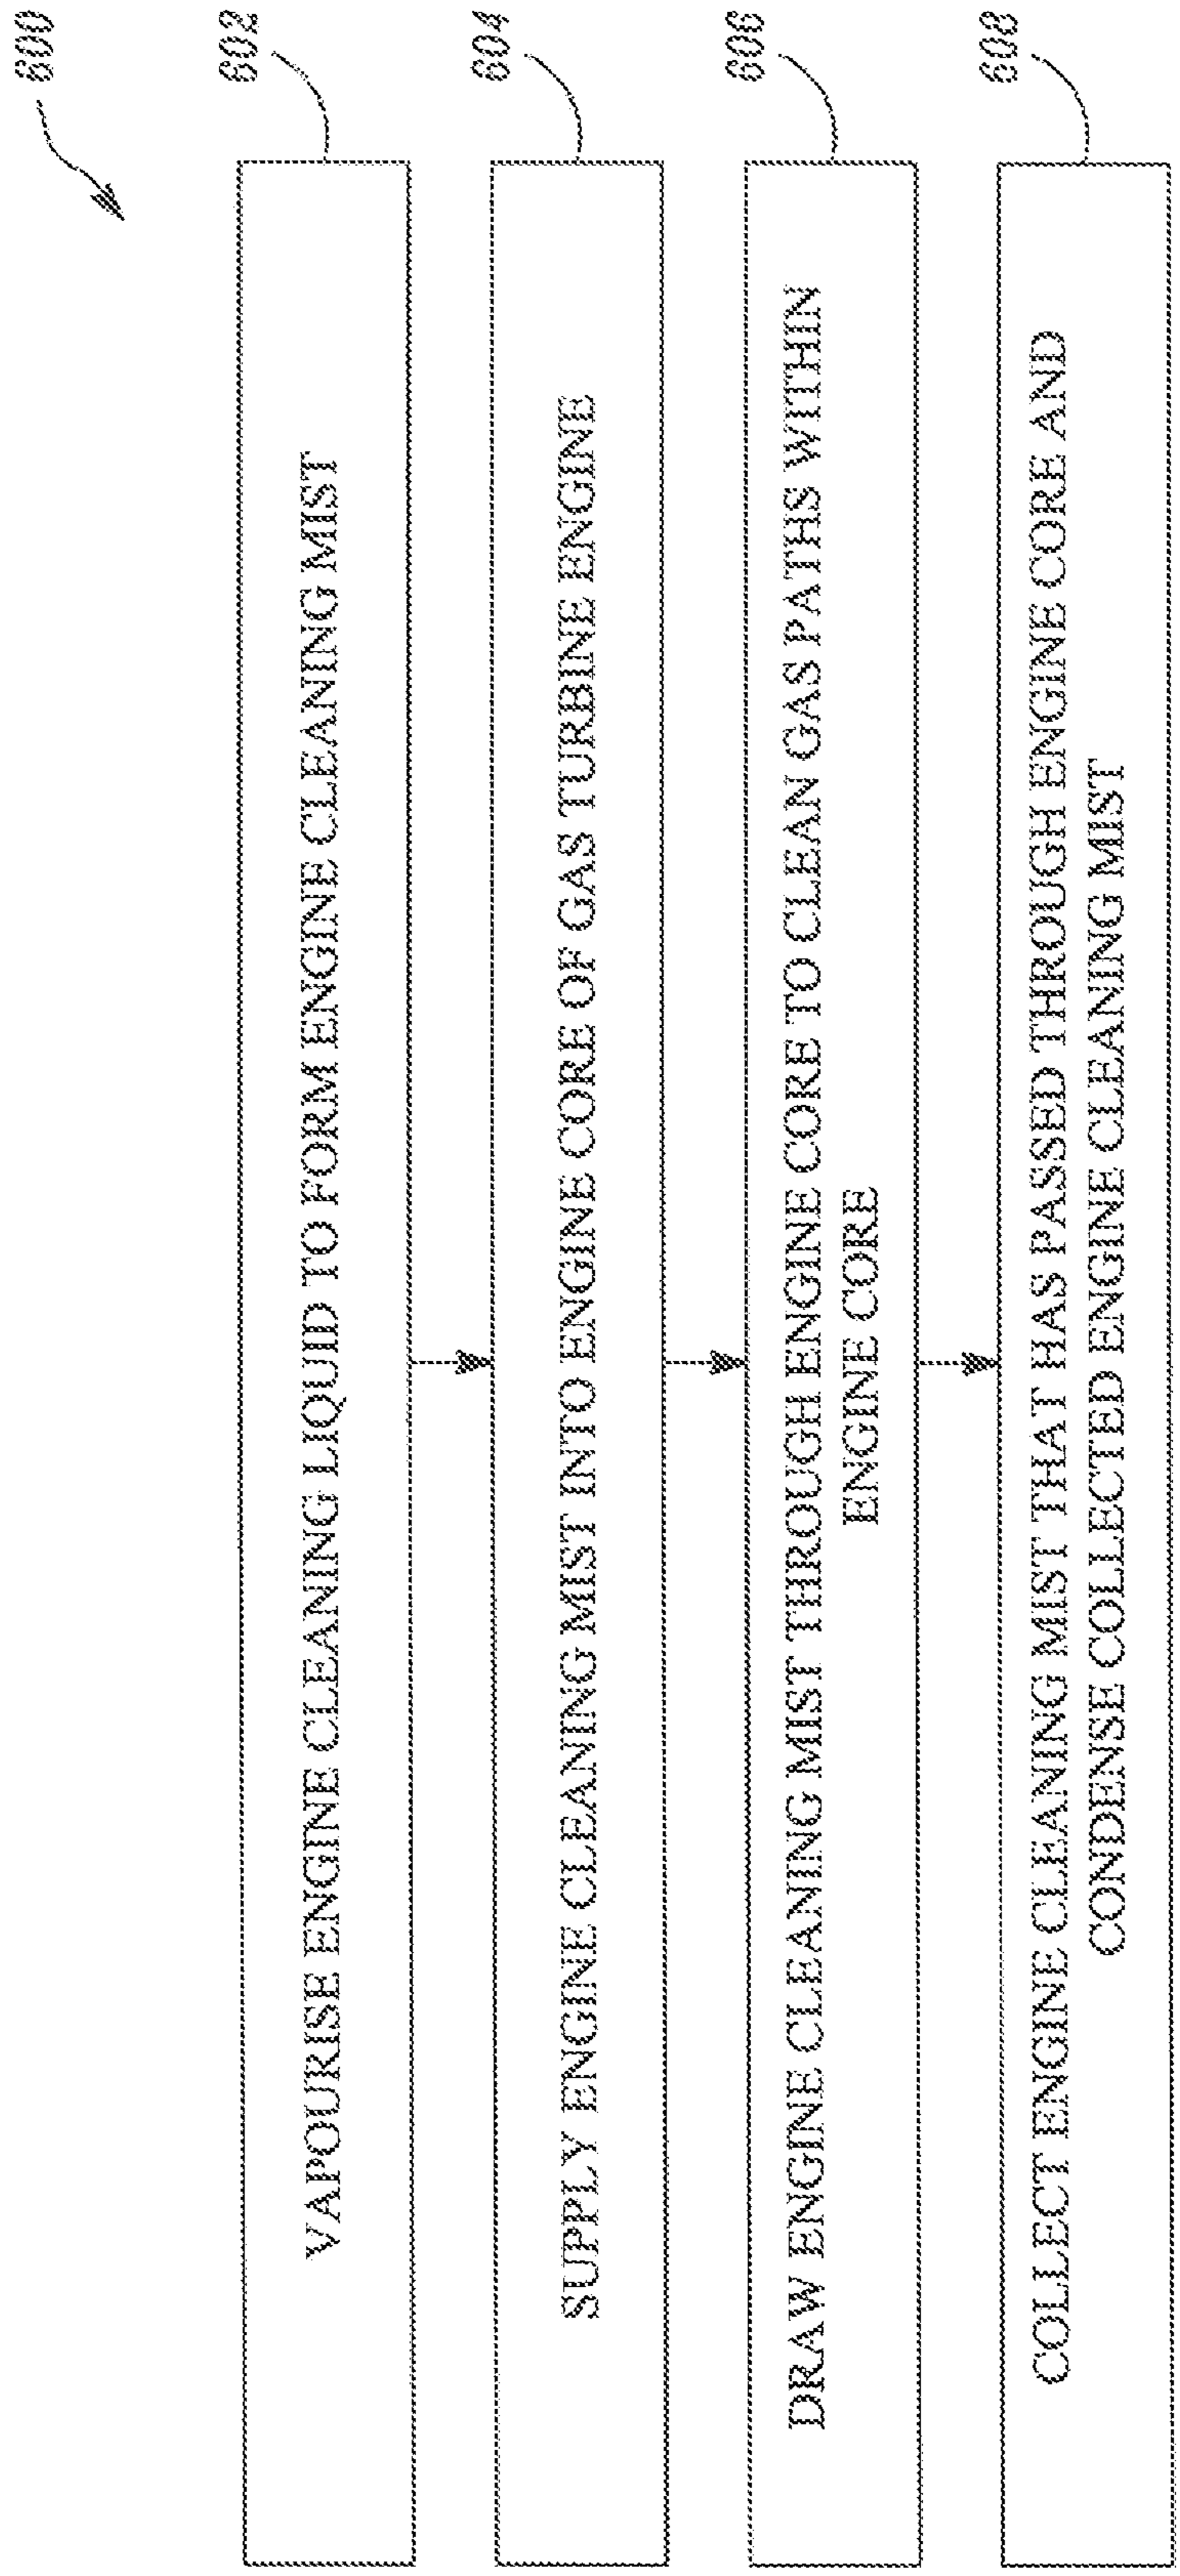 600
602
VAPOURISE ENGINE CLEANING LIQUID TO FORM ENGINE CLEANING MIST
604
SUPPLY ENGINE CLEANING MIST INTO ENGINE CORE OF GAS TURBINE ENGINE
606
DRAW ENGINE CLEANING MIST THROUGH ENGINE CORE TO CLEAN GAS PATHS WITHIN
ENGINE CORE
608
COLLECT ENGINE CLEANING MIST THAT HAS PASSED THROUGH ENGINE CORE AND
CONDENSE COLLECTED ENGINE CLEANING MIST